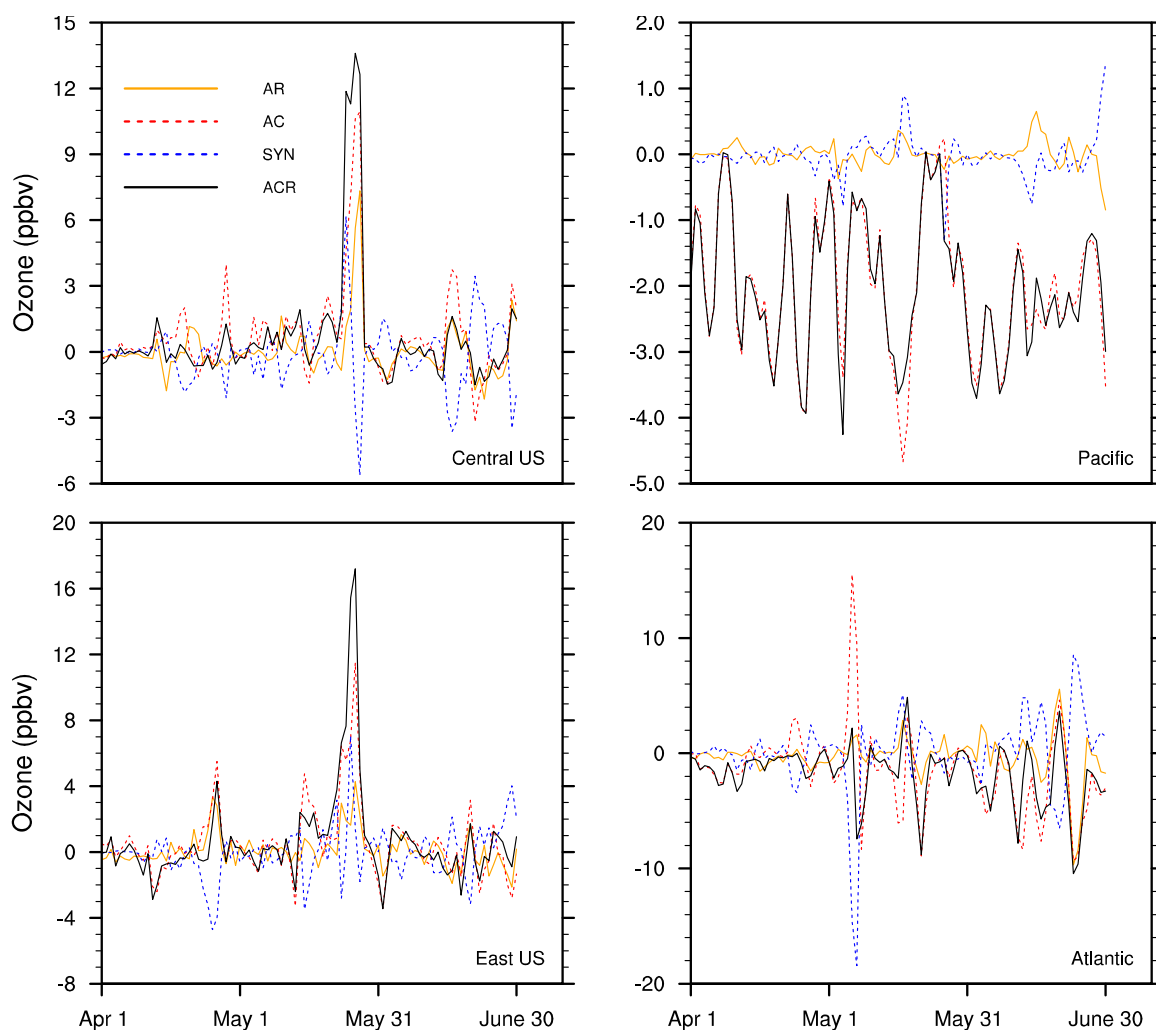 15
12
9
6
3
0
-3
-6
Ozone (ppbv)
AR
AC
SYN
ACR
Central US
2.0
1.0
0.0
-1.0
-2.0
-3.0
-4.0
-5.0
Pacific
20
16
12
8
4
0
-4
-8
Ozone (ppbv)
East US
Apr 1
May 1
May 31
June 30
20
10
0
-10
-20
Atlantic
Apr 1
May 1
May 31
June 30